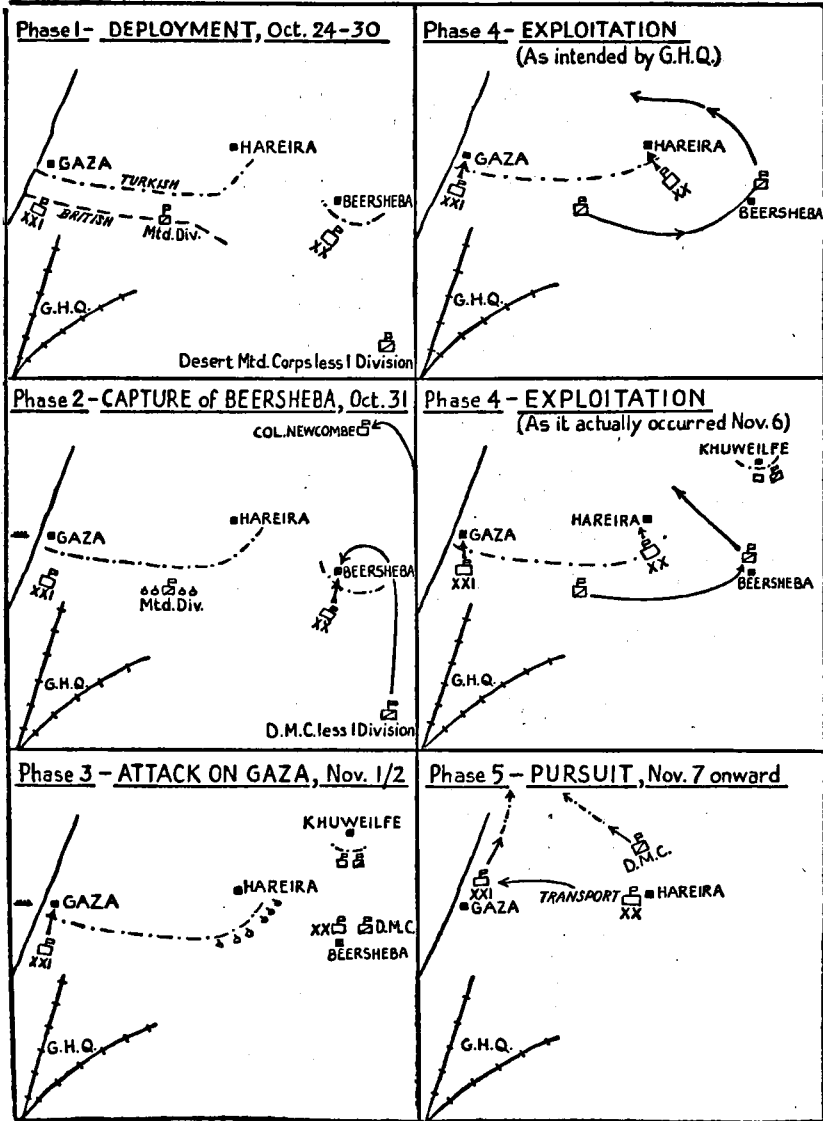 Phase 1- DEPLOYMENT, Oct. 24-30
HAREIRA
GAZA
TURKISH
BEERSHEBA
XXI
BRITISH
Mtd. Div.
XX
G.H.Q.
Desert Mtd. Corps less 1 Division
Phase 2-CAPTURE of BEERSHEBA, Oct. 31
COL. NEWCOMBE
HAREIRA
GAZA
BEERSHEBA
XXI
Mtd. Div.
XX
G.H.Q.
D.M.C. less 1 Division
Phase 3 - ATTACK ON GAZA, Nov. 1/2
KHUWEILFE
HAREIRA
GAZA
XX
D.M.C.
XXI
BEERSHEBA
G.H.Q.
Phase 4- EXPLOITATION
(As intended by G.H.Q.)
HAREIRA
GAZA
XX
XXI
BEERSHEBA
G.H.Q.
Phase 4- EXPLOITATION
(As it actually occurred Nov. 6)
KHUWEILFE
HAREIRA
GAZA
XX
XXI
BEERSHEBA
G.H.Q.
Phase 5- PURSUIT, Nov. 7 onward
D.M.C.
XXI
TRANSPORT
HAREIRA
GAZA
XX
G.H.Q.